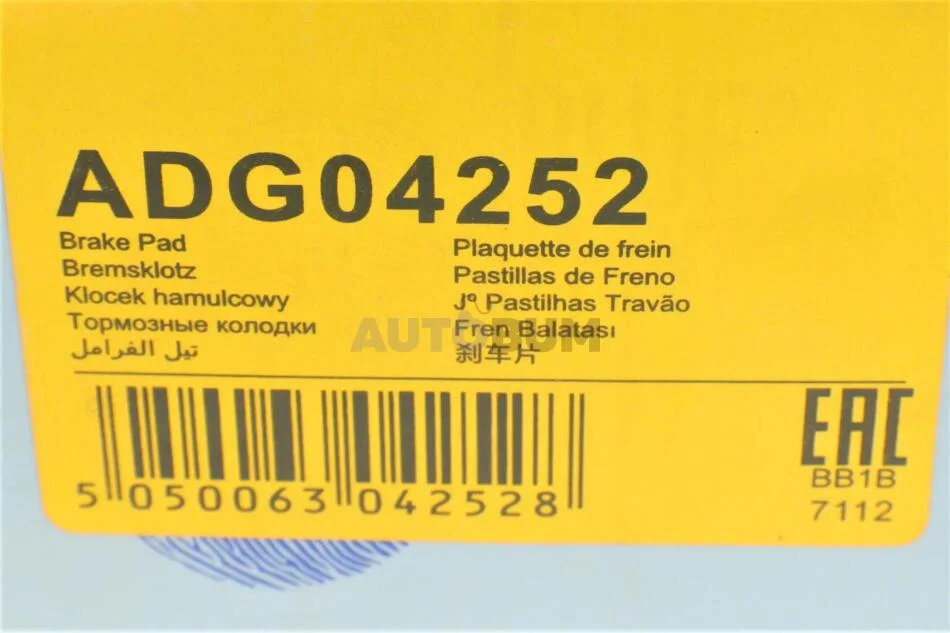 ADG04252
Brake Pad
Bremsklotz
Klocek hamulcowy
Тормозные колодки
تيل الفرامل
Plaquette de frein
Pastillas de Freno
Jº Pastilhas Travão
Fren Balatası
刹车片
AUTOBUM
5 050063 042528
EAC
BB1B
7112